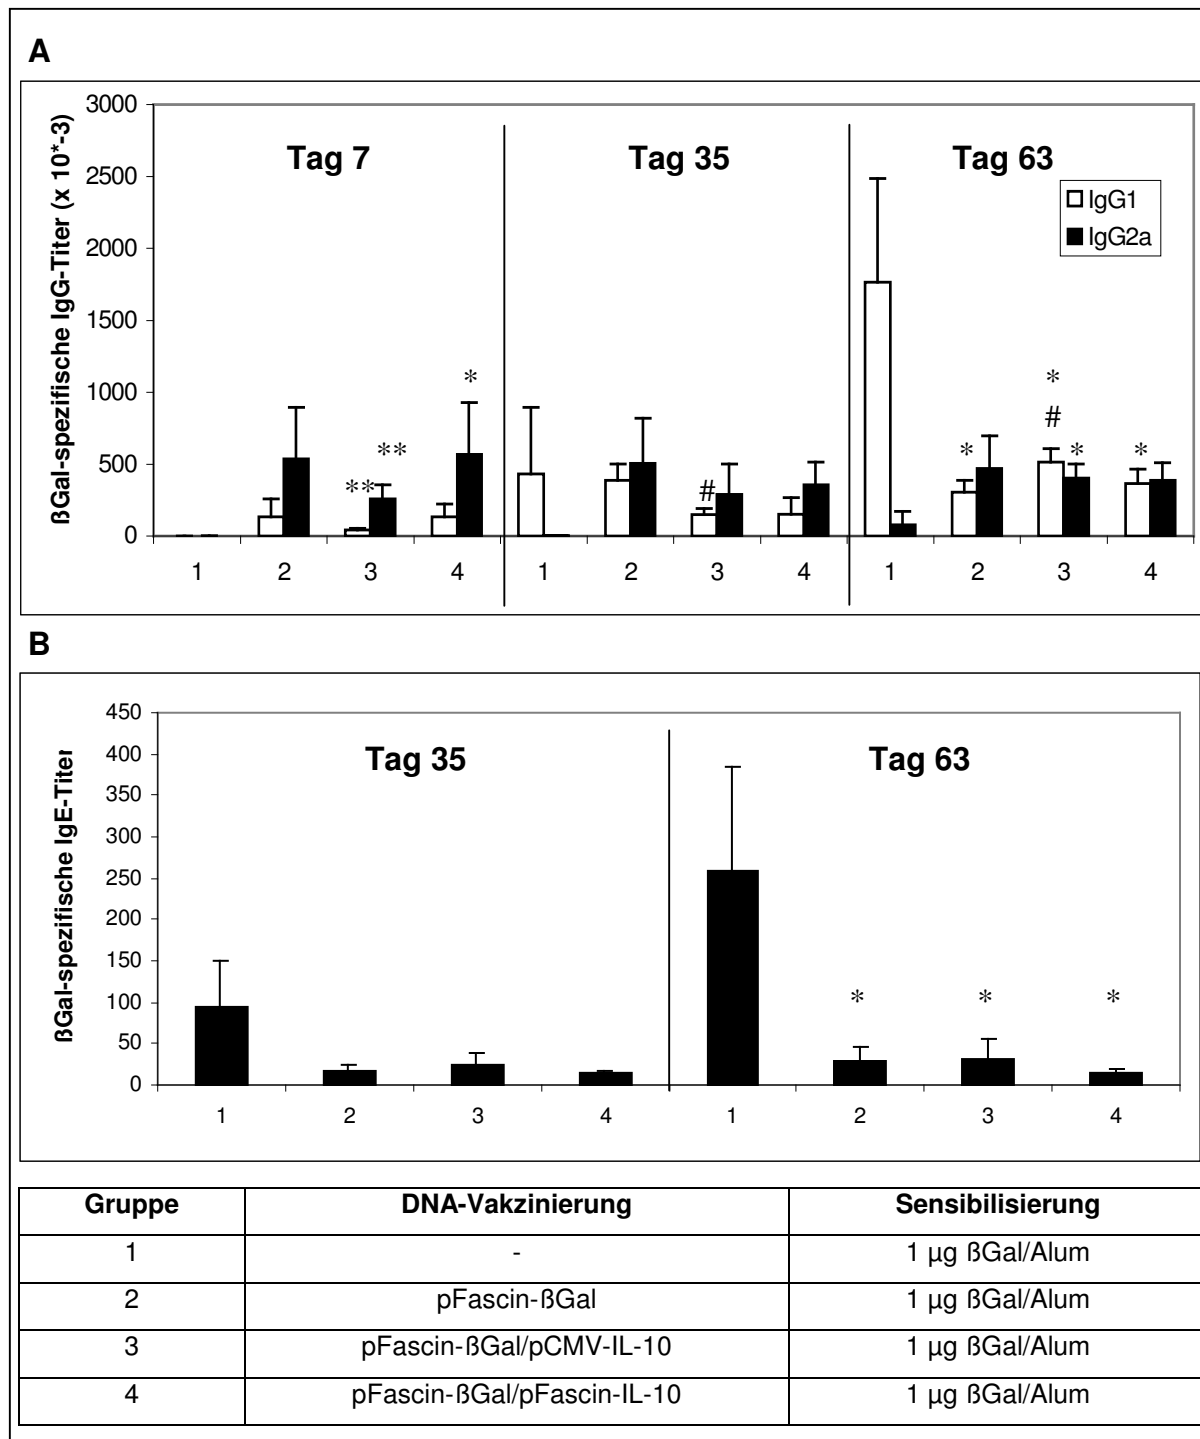 A
βGal-spezifische IgG-Titer (x 10*-3)
3000
2500
2000
1500
1000
500
0
Tag 7
Tag 35
Tag 63
IgG1
IgG2a
**
**
*
#
*
*
#
*
*
1 2 3 4 1 2 3 4 1 2 3 4
B
βGal-spezifische IgE-Titer
450
400
350
300
250
200
150
100
50
0
Tag 35
Tag 63
* * *
1 2 3 4 1 2 3 4
Gruppe DNA-Vakzinierung Sensibilisierung
1 - 1 µg ßGal/Alum
2 pFascin-ßGal 1 µg ßGal/Alum
3 pFascin-ßGal/pCMV-IL-10 1 µg ßGal/Alum
4 pFascin-ßGal/pFascin-IL-10 1 µg ßGal/Alum